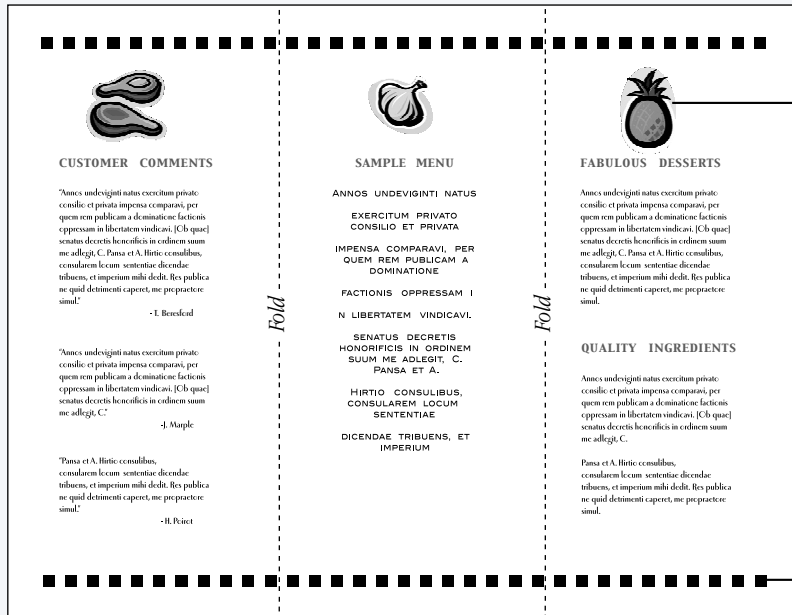 CUSTOMER COMMENTS
"Annos undeviginti natus exercitum privato
consilio et privata impensa comparavi, per
quem rem publicam a dominatione factionis
oppressam in libertatem vindicavi. [Ob quae]
senatus decretis honorificis in ordinem suum
me adlegit, C. Pansa et A. Hirtio consulibus,
consularem locum sententiae dicendae
tribuens, et imperium mihi dedit. Res publica
ne quid detrimenti caperet, me propraetore
simul."
- T. Beresford
"Annos undeviginti natus exercitum privato
consilio et privata impensa comparavi, per
quem rem publicam a dominatione factionis
oppressam in libertatem vindicavi. [Ob quae]
senatus decretis honorificis in ordinem suum
me adlegit, C."
-J. Marple
"Pansa et A. Hirtio consulibus,
consularem locum sententiae dicendae
tribuens, et imperium mihi dedit. Res publica
ne quid detrimenti caperet, me propraetore
simul."
- H. Poirot
Fold
SAMPLE MENU
ANNOS UNDEVIGINTI NATUS
EXERCITUM PRIVATO
CONSILIO ET PRIVATA
IMPENSA COMPARAVI, PER
QUEM REM PUBLICAM A
DOMINATIONE
FACTIONIS OPPRESSAM I
N LIBERTATEM VINDICAVI.
SENATUS DECRETIS
HONORIFICIS IN ORDINEM
SUUM ME ADLEGIT, C.
PANSA ET A.
HIRTIO CONSULIBUS,
CONSULAREM LOCUM
SENTENTIAE
DICENDAE TRIBUENS, ET
IMPERIUM
Fold
FABULOUS DESSERTS
Annos undeviginti natus exercitum privato
consilio et privata impensa comparavi, per
quem rem publicam a dominatione factionis
oppressam in libertatem vindicavi. [Ob quae]
senatus decretis honorificis in ordinem suum
me adlegit, C. Pansa et A. Hirtio consulibus,
consularem locum sententiae dicendae
tribuens, et imperium mihi dedit. Res publica
ne quid detrimenti caperet, me propraetore
simul.
QUALITY INGREDIENTS
Annos undeviginti natus exercitum privato
consilio et privata impensa comparavi, per
quem rem publicam a dominatione factionis
oppressam in libertatem vindicavi. [Ob quae]
senatus decretis honorificis in ordinem suum
me adlegit, C.
Pansa et A. Hirtio consulibus,
consularem locum sententiae dicendae
tribuens, et imperium mihi dedit. Res publica
ne quid detrimenti caperet, me propraetore
simul.